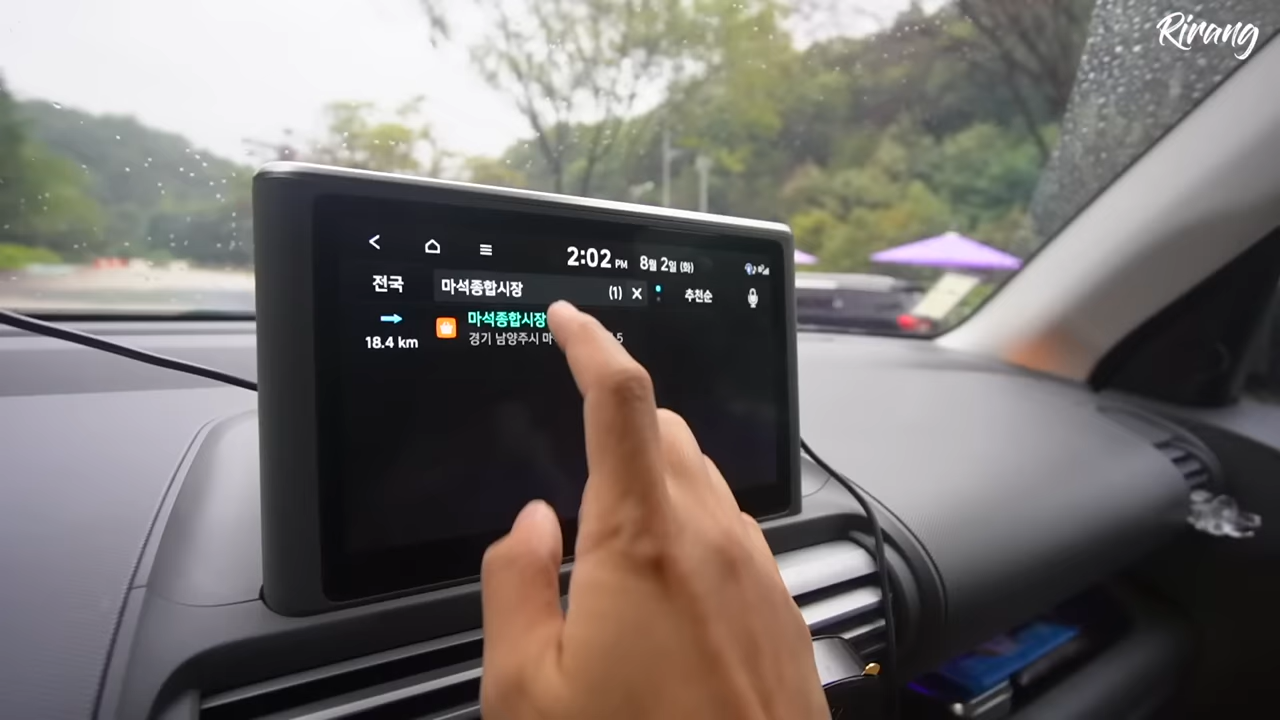 Rirang
2:02 PM 8월 2일 (화)
전국 마석종합시장 (1) 추천순
마석종합시장
18.4 km 경기 남양주시